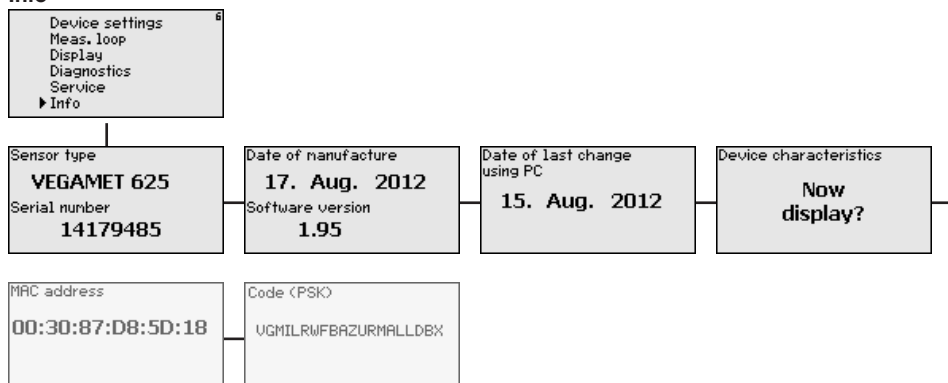 Info
Device settings 6
Meas. loop
Display
Diagnostics
Service
Info
Sensor type
VEGAMET 625
Serial number
14179485
Date of manufacture
17. Aug. 2012
Software version
1.95
Date of last change
using PC
15. Aug. 2012
Device characteristics
Now
display?
MAC address
00:30:87:D8:5D:18
Code (PSK)
VGMILRWFBAZURMALLDBX